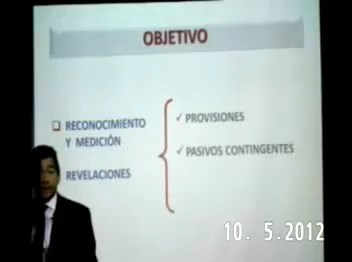 OBJETIVO
RECONOCIMIENTO
Y MEDICIÓN
REVELACIONES
✓ PROVISIONES
✓ PASIVOS CONTINGENTES
10. 5.2012